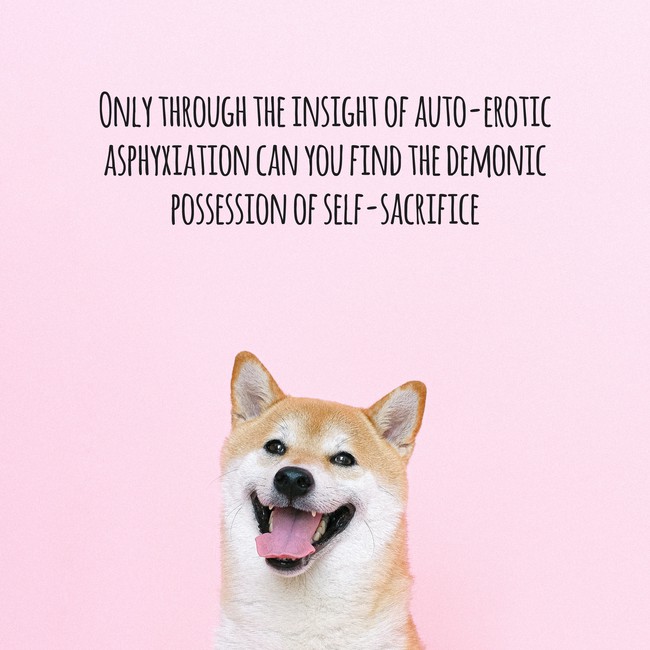 Only through the insight of auto-erotic
asphyxiation can you find the demonic
possession of self-sacrifice